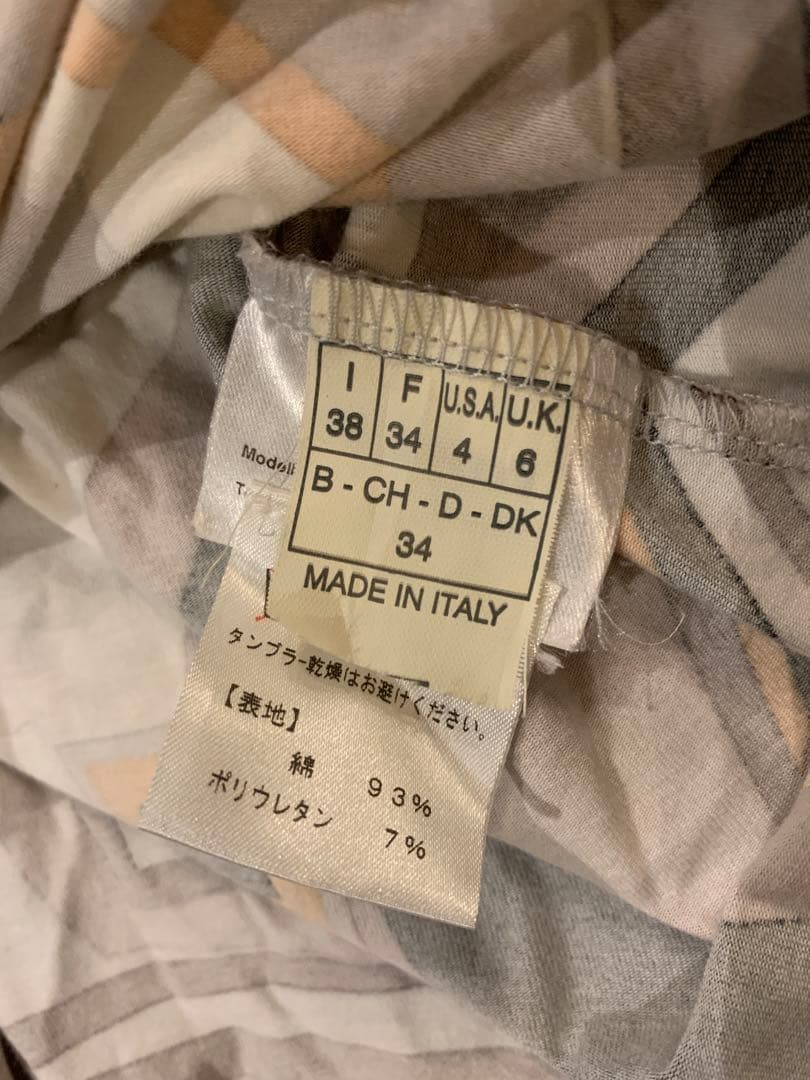 I F U.S.A. U.K.
38 34 4 6
B - CH - D - DK
34
MADE IN ITALY
タンブラー乾燥はお避けください。
【表地】
綿 93%
ポリウレタン 7%